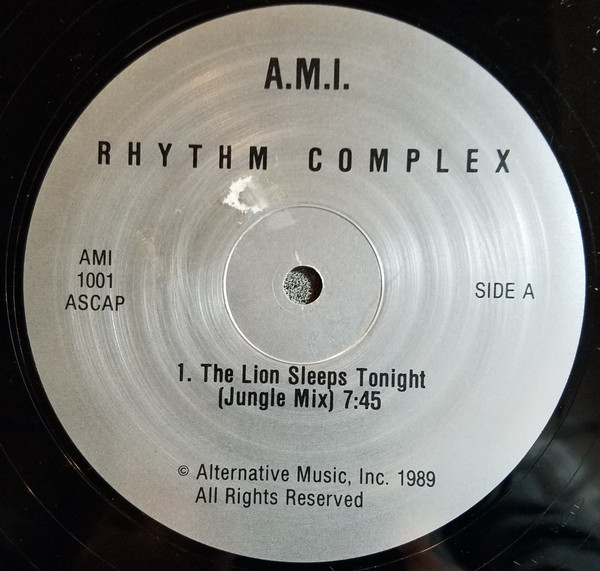 A.M.I.
RHYTHM COMPLEX
AMI
1001
ASCAP
SIDE A
1. The Lion Sleeps Tonight
(Jungle Mix) 7:45
© Alternative Music, Inc. 1989
All Rights Reserved